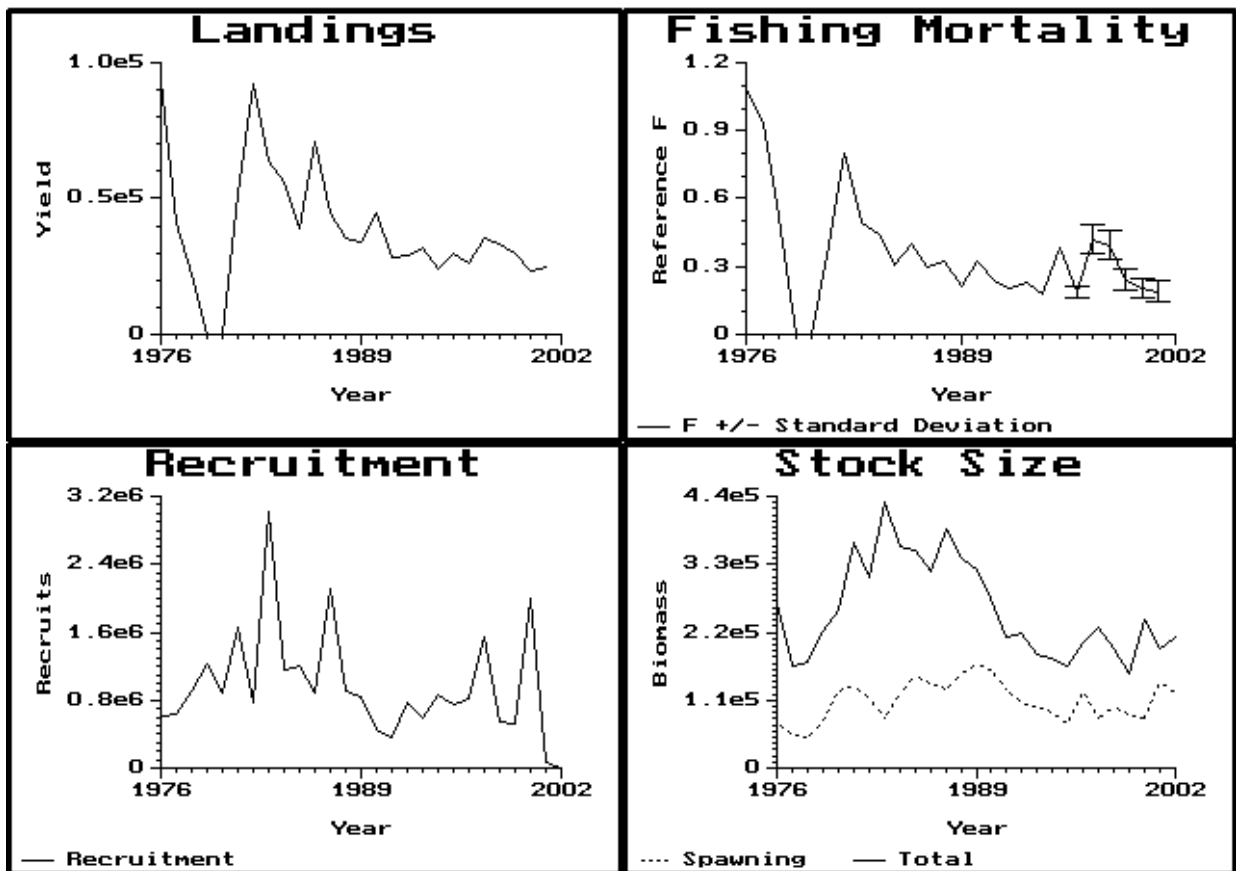 Landings
1.0e5
0.5e5
0
Yield
1976 1989 2002
Year
Fishing Mortality
1.2
0.9
0.6
0.3
0
Reference F
1976 1989 2002
Year
F +/- Standard Deviation
Recruitment
3.2e6
2.4e6
1.6e6
0.8e6
0
Recruits
1976 1989 2002
Year
Recruitment
Stock Size
4.4e5
3.3e5
2.2e5
1.1e5
0
Biomass
1976 1989 2002
Year
Spawning Total